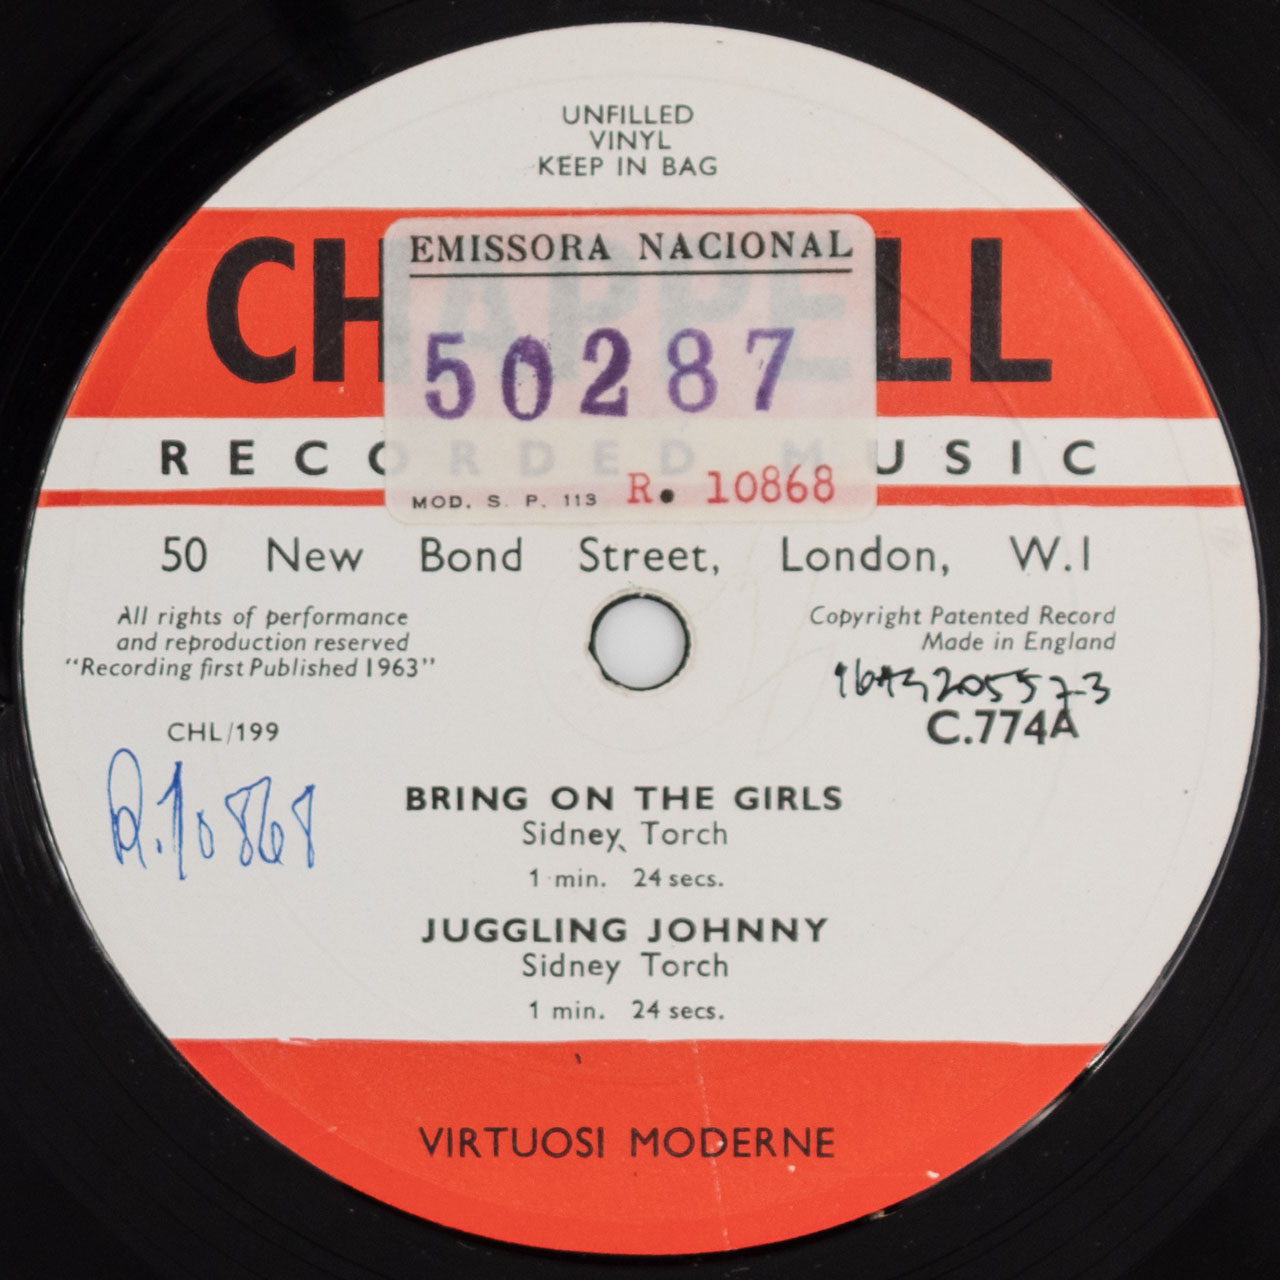 UNFILLED
VINYL
KEEP IN BAG
CHAPPELL
EMISSORA NACIONAL
50287
RECORDED MUSIC
MOD. S. P. 113 R. 10868
50 New Bond Street, London, W.1
All rights of performance
and reproduction reserved
"Recording first Published 1963"
Copyright Patented Record
Made in England
C.774A
CHL/199
R.10868
BRING ON THE GIRLS
Sidney Torch
1 min. 24 secs.
JUGGLING JOHNNY
Sidney Torch
1 min. 24 secs.
VIRTUOSI MODERNE